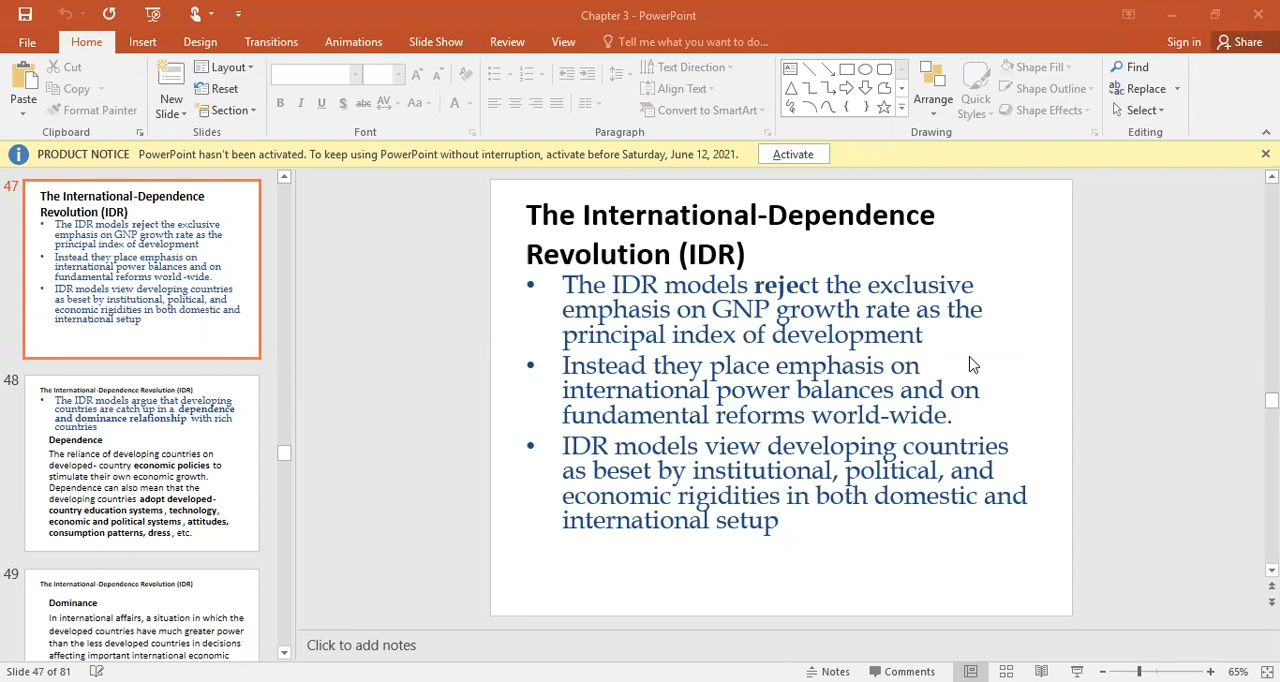 Chapter 3 - PowerPoint
File Home Insert Design Transitions Animations Slide Show Review View Tell me what you want to do... Sign in Share
Paste
Cut
Copy
Format Painter
Clipboard
New
Slide
Layout
Reset
Section
Slides
B I U S abc AV Aa A
Font
Text Direction
Align Text
Convert to SmartArt
Paragraph
Arrange
Quick
Styles
Shape Fill
Shape Outline
Shape Effects
Drawing
Find
Replace
Select
Editing
PRODUCT NOTICE PowerPoint hasn't been activated. To keep using PowerPoint without interruption, activate before Saturday, June 12, 2021. Activate
47
The International-Dependence
Revolution (IDR)
• The IDR models reject the exclusive
emphasis on GNP growth rate as the
principal index of development
• Instead they place emphasis on
international power balances and on
fundamental reforms world-wide.
• IDR models view developing countries
as beset by institutional, political, and
economic rigidities in both domestic and
international setup
48
The International-Dependence Revolution (IDR)
• The IDR models argue that developing
countries are catch up in a dependence
and dominance relationship with rich
countries
Dependence
The reliance of developing countries on
developed- country economic policies to
stimulate their own economic growth.
Dependence can also mean that the
developing countries adopt developed-
country education systems, technology,
economic and political systems, attitudes,
consumption patterns, dress, etc.
49
The International-Dependence Revolution (IDR)
Dominance
In international affairs, a situation in which the
developed countries have much greater power
than the less developed countries in decisions
affecting important international economic
The International-Dependence
Revolution (IDR)
• The IDR models reject the exclusive
emphasis on GNP growth rate as the
principal index of development
• Instead they place emphasis on
international power balances and on
fundamental reforms world-wide.
• IDR models view developing countries
as beset by institutional, political, and
economic rigidities in both domestic and
international setup
Click to add notes
Slide 47 of 81 Notes Comments 65%